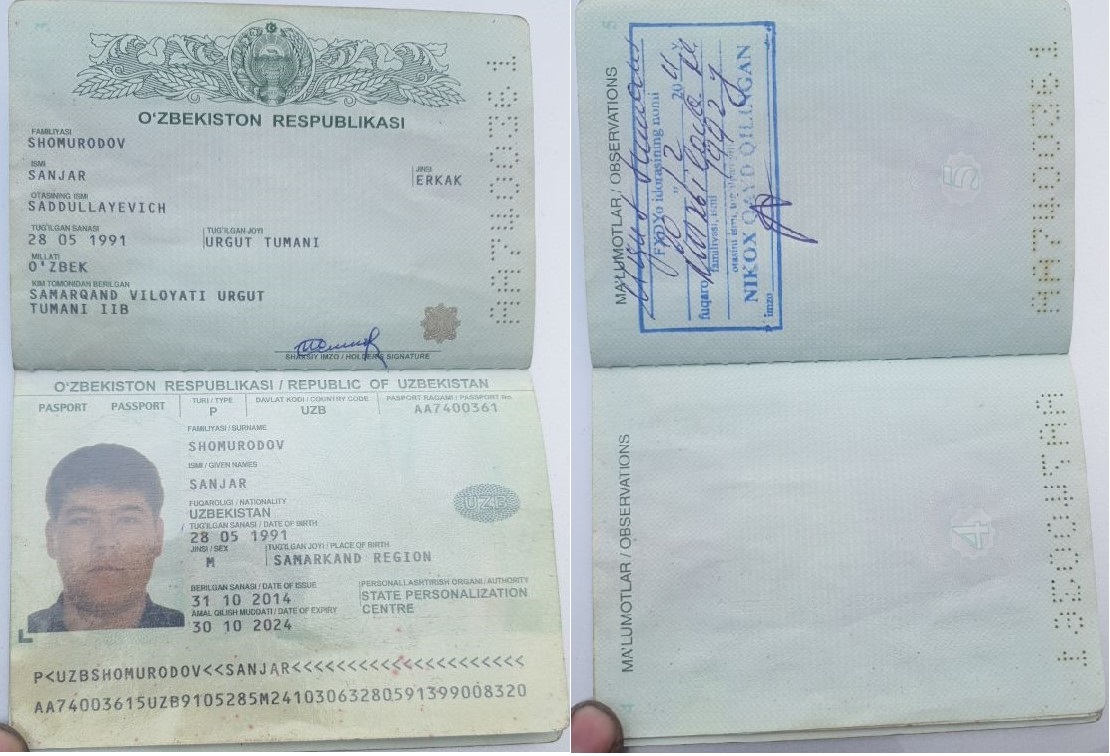 O‘ZBEKISTON RESPUBLIKASI
FAMILIYASI
SHOMURODOV
ISMI
SANJAR
JINSI
ERKAK
OTASINING ISMI
SADDULLAYEVICH
TUG‘ILGAN SANASI
28 05 1991
TUG‘ILGAN JOYI
URGUT TUMANI
MILLATI
O‘ZBEK
KIM TOMONIDAN BERILGAN
SAMARQAND VILOYATI URGUT
TUMANI IIB
SHAXSIY IMZO / HOLDER'S SIGNATURE
AA7400361
O‘ZBEKISTON RESPUBLIKASI / REPUBLIC OF UZBEKISTAN
PASPORT PASSPORT
TURI / TYPE
P
DAVLAT KODI / COUNTRY CODE
UZB
PASPORT RAQAMI / PASSPORT No.
AA7400361
FAMILIYASI / SURNAME
SHOMURODOV
ISMI / GIVEN NAMES
SANJAR
FUQAROLIGI / NATIONALITY
UZBEKISTAN
UZB
TUG‘ILGAN SANASI / DATE OF BIRTH
28 05 1991
JINSI / SEX
M
TUG‘ILGAN JOYI / PLACE OF BIRTH
SAMARKAND REGION
BERILGAN SANASI / DATE OF ISSUE
31 10 2014
AMAL QILISH MUDDATI / DATE OF EXPIRY
30 10 2024
PERSONALLASHTIRISH ORGANI / AUTHORITY
STATE PERSONALIZATION
CENTRE
P<UZBSHOMURODOV<<SANJAR<<<<<<<<<<<<<<<<<<<<<
AA74003615UZB9105285M24103063280591399008320
MA'LUMOTLAR / OBSERVATIONS
FXDYo idorasining nomi
20
fuqaro
familiyasi, ismi
otasini ismi,
NIKOX QAYD QILINGAN
imzo
5
AA7400361
MA'LUMOTLAR / OBSERVATIONS
4
AA7400361